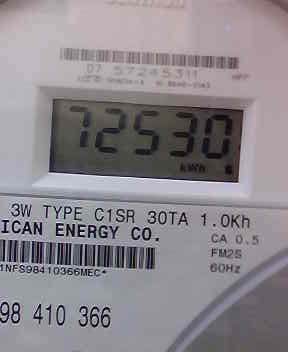 07 57245311
72530
kWh
3W TYPE C1SR 30TA 1.0Kh
ICAN ENERGY CO.
CA 0.5
FM2S
60Hz
1NFS98410366MEC*
98 410 366